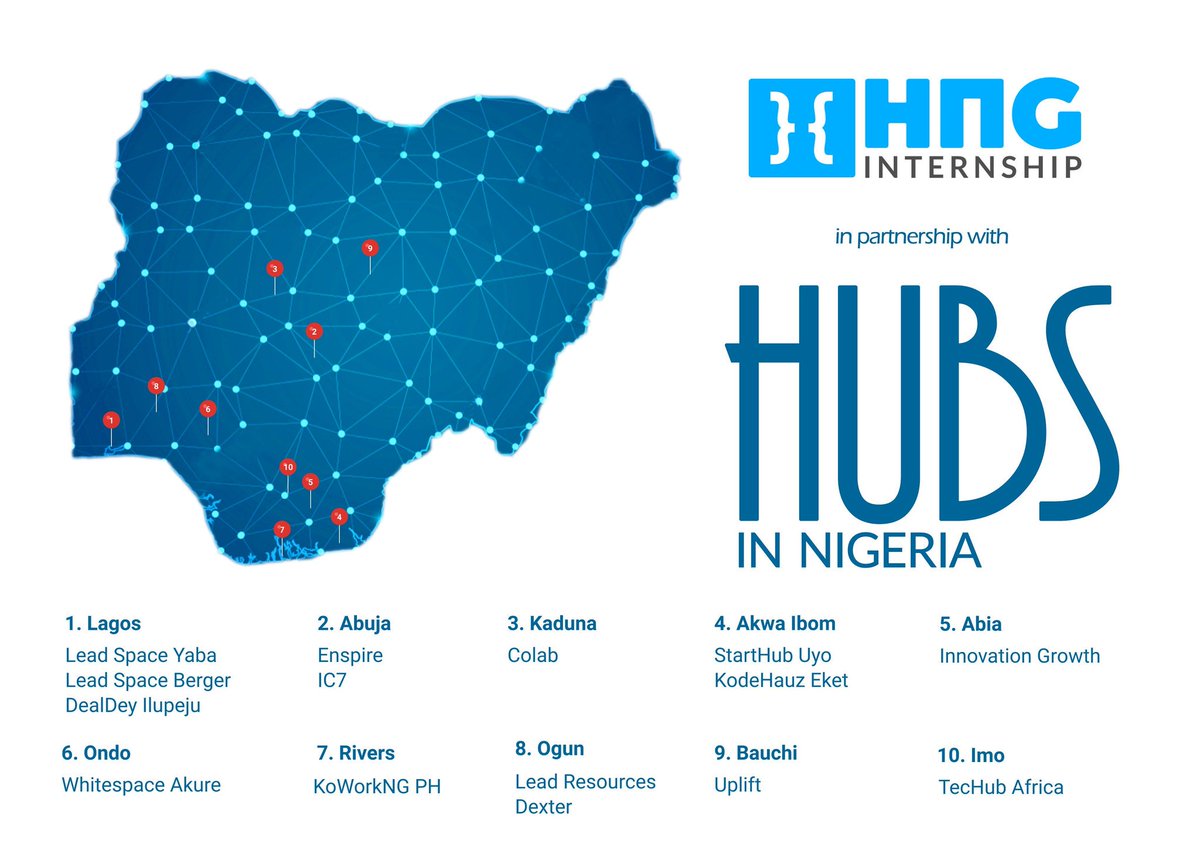 HNG
INTERNSHIP
in partnership with
HUBS
IN NIGERIA
9
3
2
8
6
1
10
5
4
7
1. Lagos
Lead Space Yaba
Lead Space Berger
DealDey Ilupeju
2. Abuja
Enspire
IC7
3. Kaduna
Colab
4. Akwa Ibom
StartHub Uyo
KodeHauz Eket
5. Abia
Innovation Growth
6. Ondo
Whitespace Akure
7. Rivers
KoWorkNG PH
8. Ogun
Lead Resources
Dexter
9. Bauchi
Uplift
10. Imo
TecHub Africa